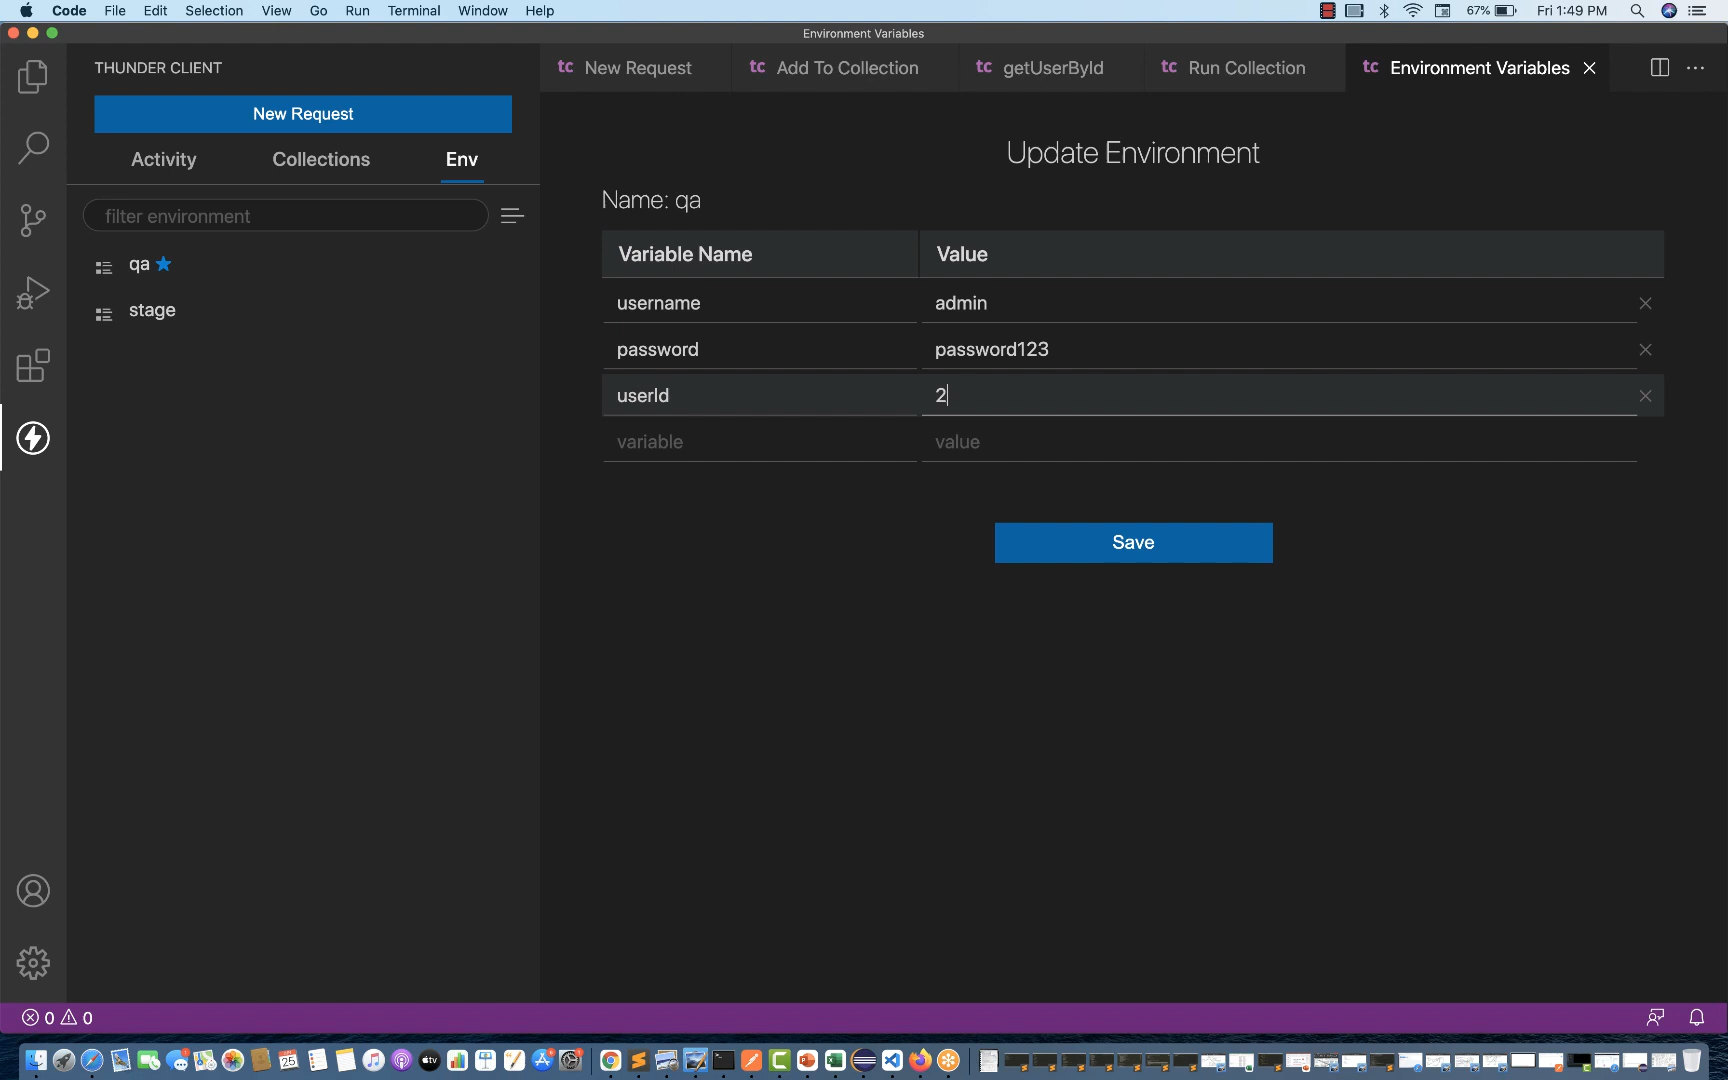 Code File Edit Selection View Go Run Terminal Window Help 67% Fri 1:49 PM
Environment Variables
THUNDER CLIENT
tc New Request tc Add To Collection tc getUserById tc Run Collection tc Environment Variables
New Request
Activity Collections Env
filter environment
qa
stage
Update Environment
Name: qa
Variable Name Value
username admin
password password123
userId 2
variable value
Save
0 0
25
tv